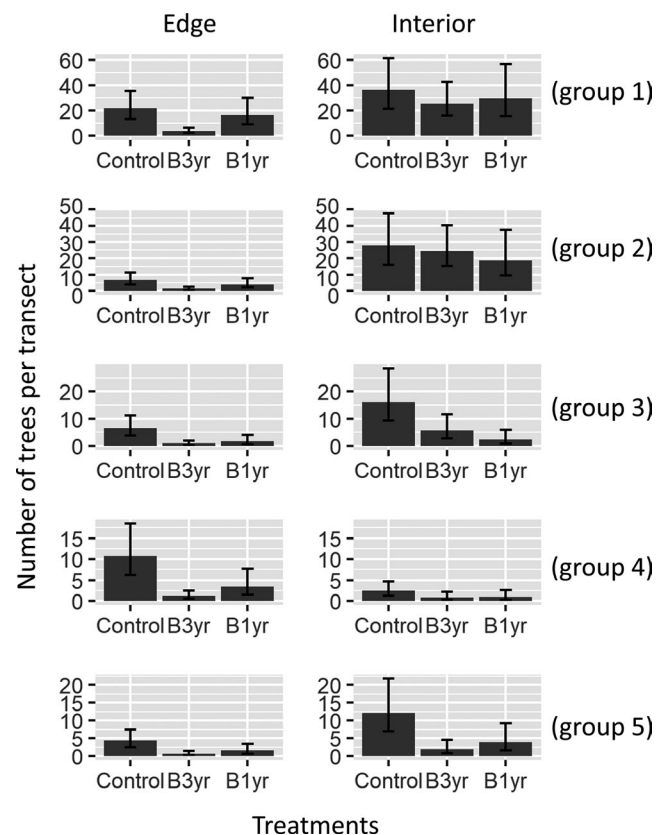 Edge Interior
60 60
40 40
20 20
0 0
Control B3yr B1yr Control B3yr B1yr
(group 1)
50 50
40 40
30 30
20 20
10 10
0 0
Control B3yr B1yr Control B3yr B1yr
(group 2)
20 20
10 10
0 0
Control B3yr B1yr Control B3yr B1yr
(group 3)
15 15
10 10
5 5
0 0
Control B3yr B1yr Control B3yr B1yr
(group 4)
20 20
15 15
10 10
5 5
0 0
Control B3yr B1yr Control B3yr B1yr
(group 5)
Number of trees per transect
Treatments